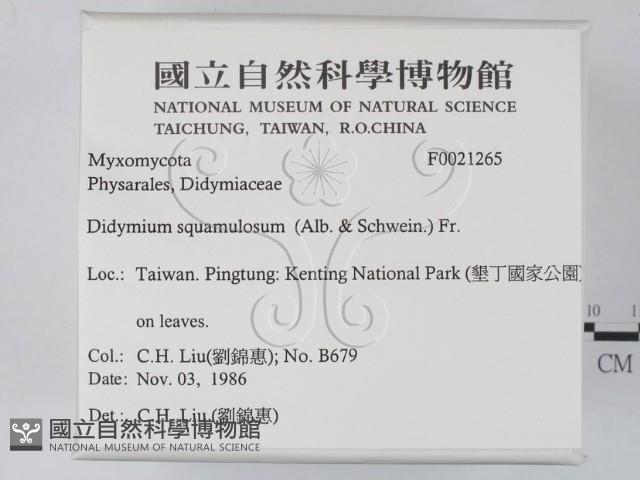 國立自然科學博物館
NATIONAL MUSEUM OF NATURAL SCIENCE
TAICHUNG, TAIWAN, R.O.CHINA
Myxomycota F0021265
Physarales, Didymiaceae
Didymium squamulosum (Alb. & Schwein.) Fr.
Loc.: Taiwan. Pingtung: Kenting National Park (墾丁國家公園)
on leaves.
Col.: C.H. Liu(劉錦惠); No. B679
Date: Nov. 03, 1986
Det.: C.H. Liu (劉錦惠)
國立自然科學博物館
NATIONAL MUSEUM OF NATURAL SCIENCE
10
CM